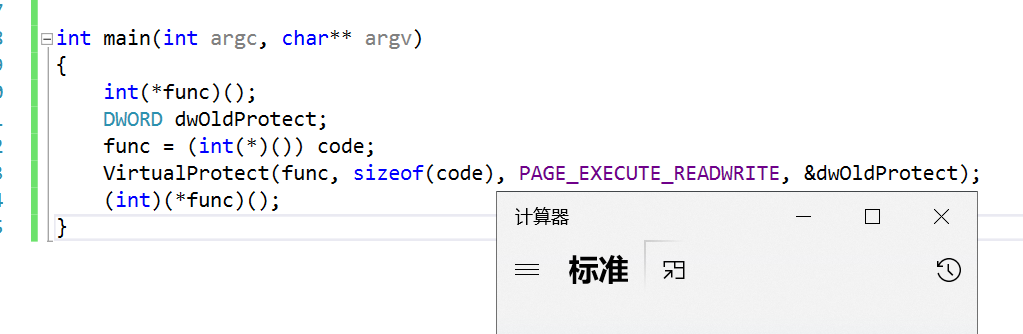 int main(int argc, char** argv)
{
int(*func)();
DWORD dwOldProtect;
func = (int(*)()) code;
VirtualProtect(func, sizeof(code), PAGE_EXECUTE_READWRITE, &dwOldProtect);
(int)(*func)();
}
计算器
标准